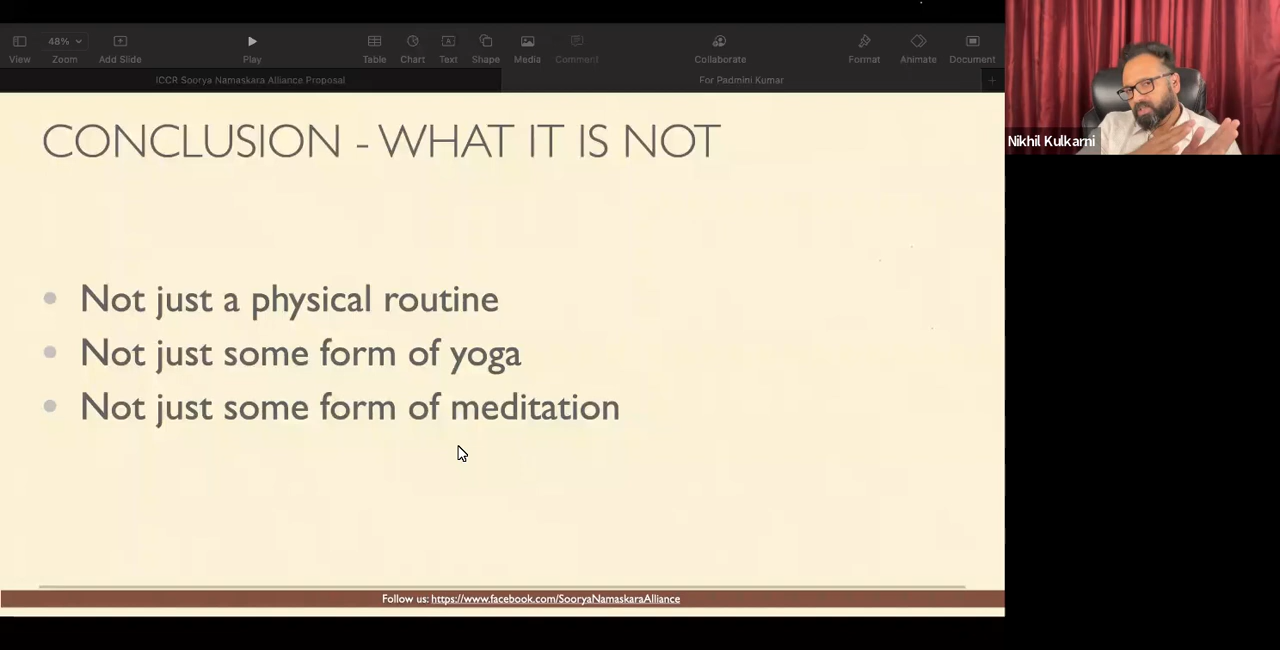 View
48%
Zoom
Add Slide
Play
Table
Chart
Text
Shape
Media
Comment
Collaborate
Format
Animate
Document
ICCR Soorya Namaskara Alliance Proposal
For Padmini Kumar
CONCLUSION - WHAT IT IS NOT
Nikhil Kulkarni
• Not just a physical routine
• Not just some form of yoga
• Not just some form of meditation
Follow us: https://www.facebook.com/SooryaNamaskaraAlliance